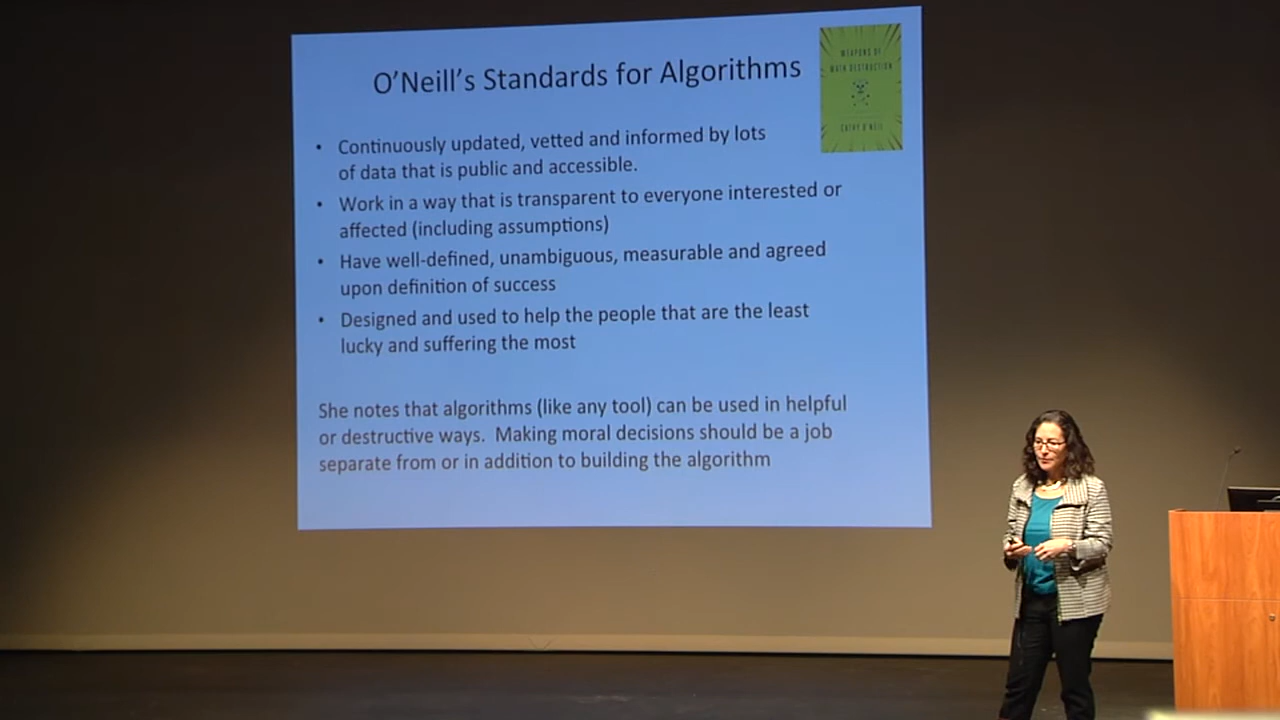 O'Neill's Standards for Algorithms
WEAPONS OF
MATH DESTRUCTION
CATHY O'NEIL
• Continuously updated, vetted and informed by lots
of data that is public and accessible.
• Work in a way that is transparent to everyone interested or
affected (including assumptions)
• Have well-defined, unambiguous, measurable and agreed
upon definition of success
• Designed and used to help the people that are the least
lucky and suffering the most
She notes that algorithms (like any tool) can be used in helpful
or destructive ways. Making moral decisions should be a job
separate from or in addition to building the algorithm